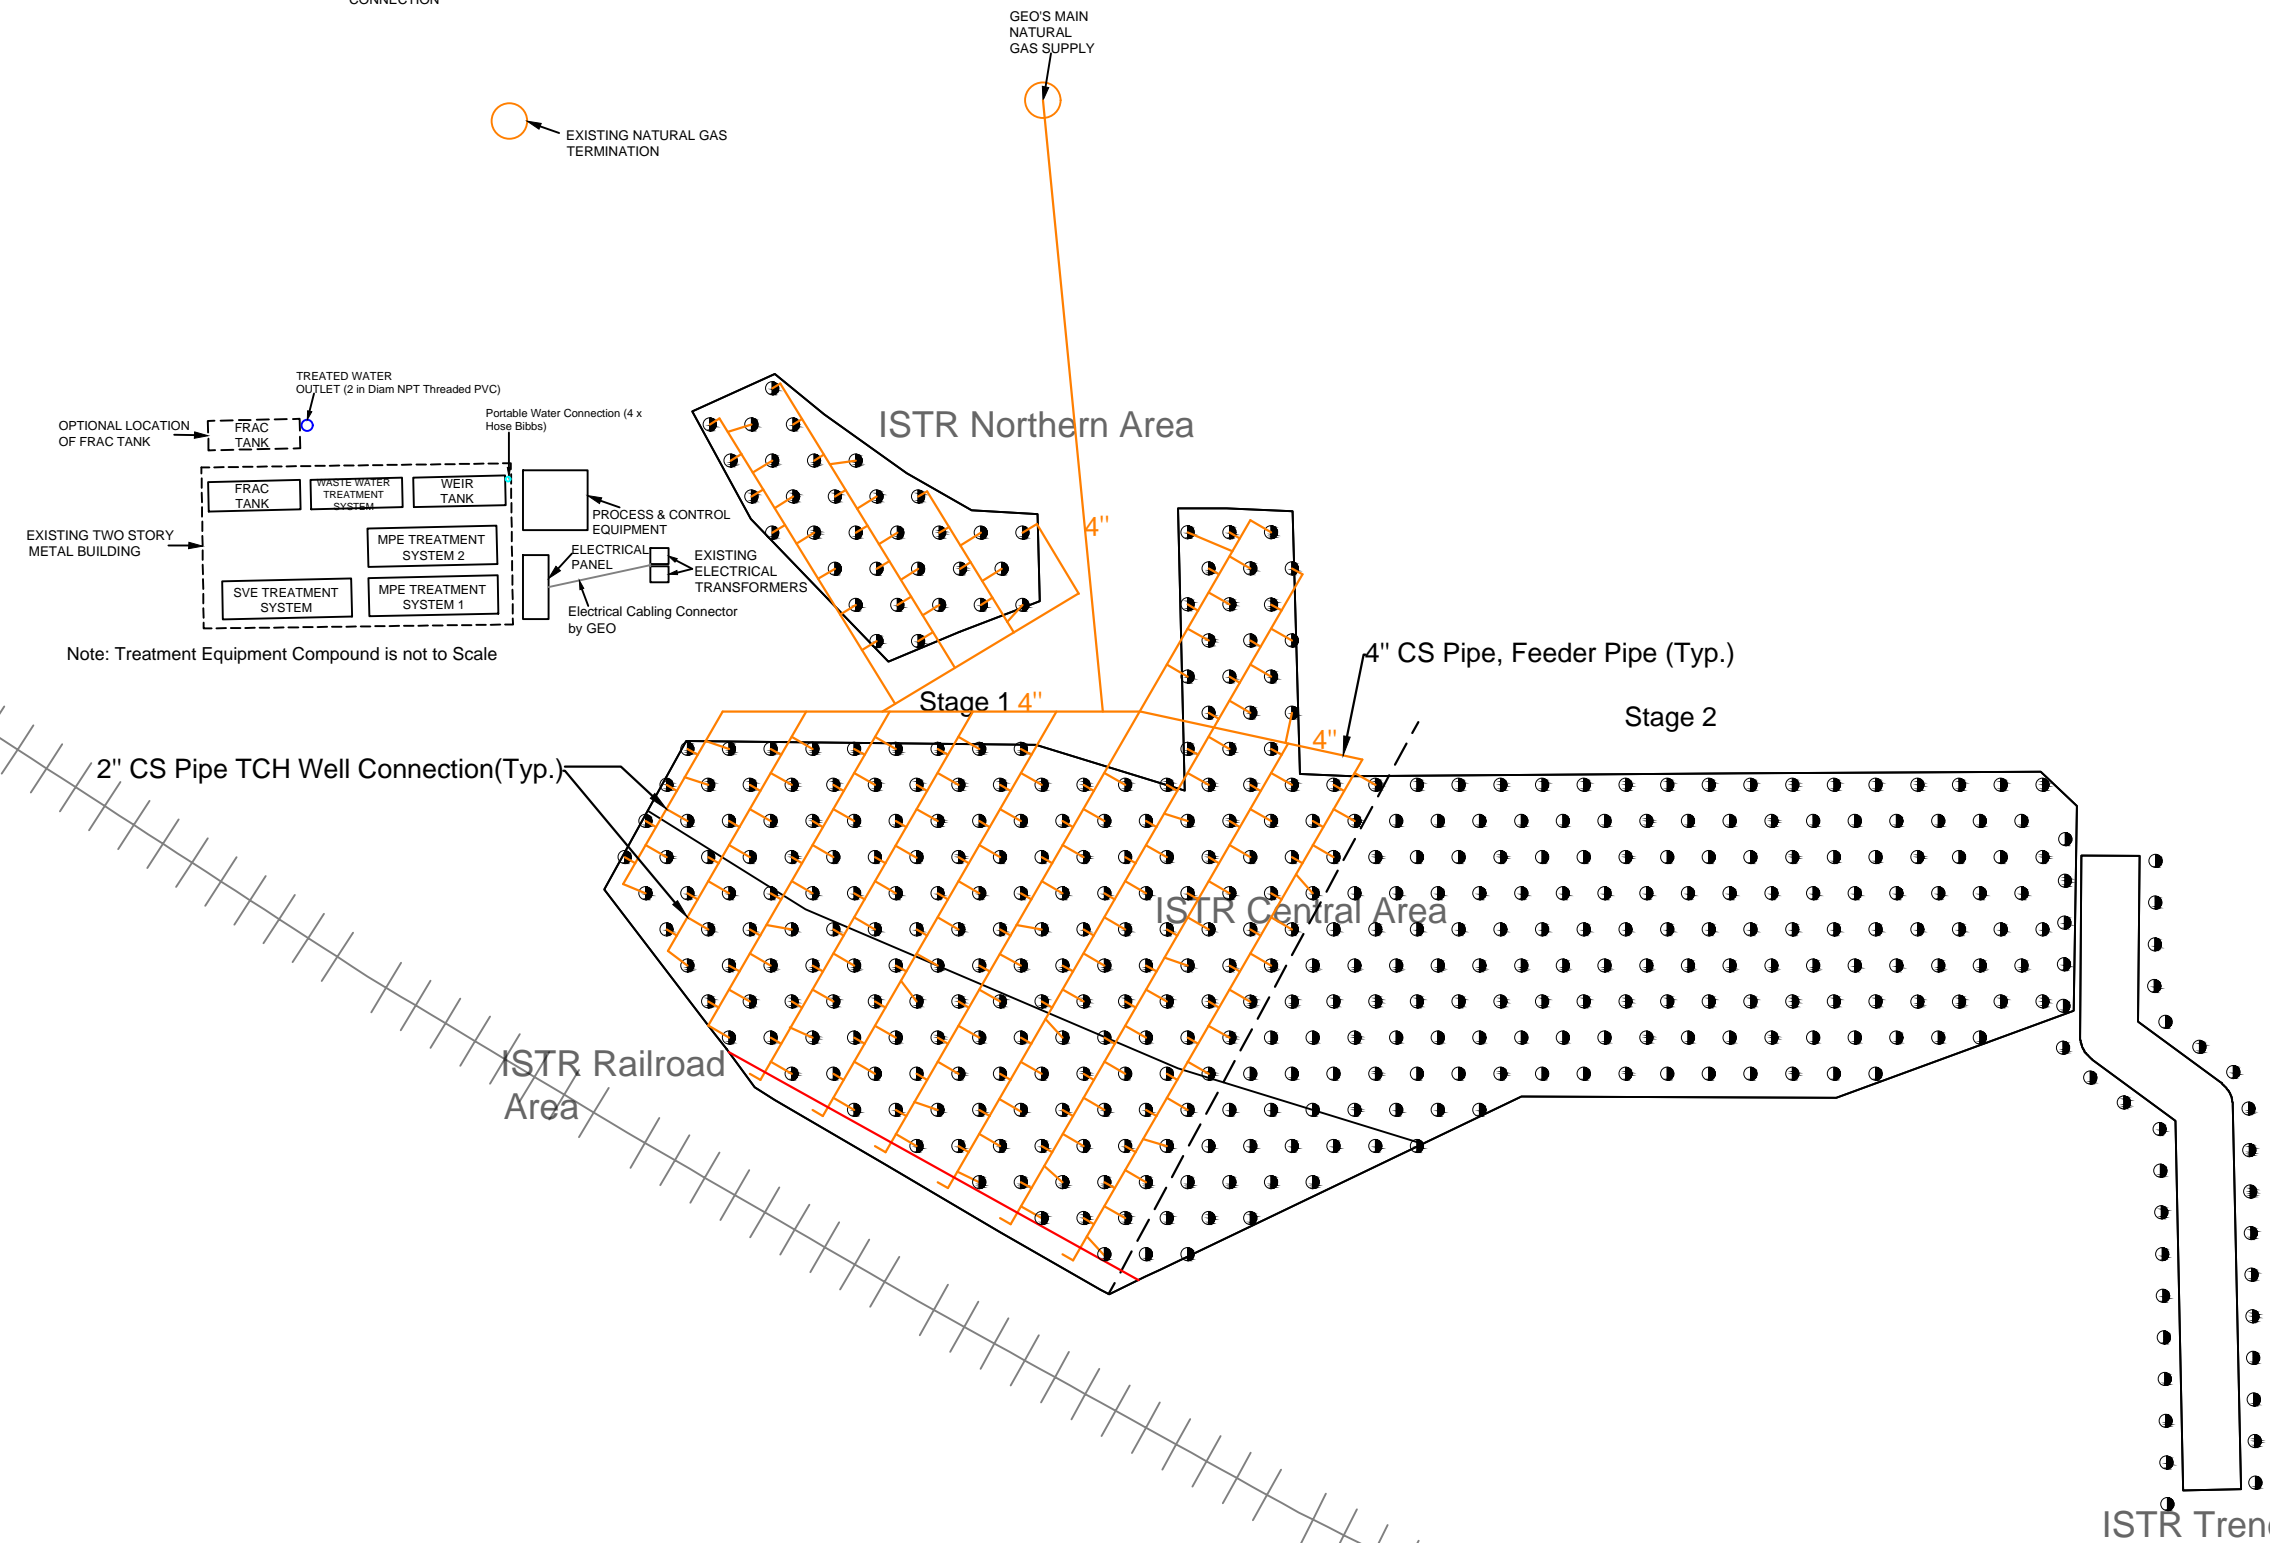 CONNECTION
GEO'S MAIN
NATURAL
GAS SUPPLY
EXISTING NATURAL GAS
TERMINATION
TREATED WATER
OUTLET (2 in Diam NPT Threaded PVC)
OPTIONAL LOCATION
OF FRAC TANK
FRAC
TANK
Portable Water Connection (4 x
Hose Bibbs)
ISTR Northern Area
FRAC
TANK
WASTE WATER
TREATMENT
SYSTEM
WEIR
TANK
PROCESS & CONTROL
EQUIPMENT
4"
EXISTING TWO STORY
METAL BUILDING
MPE TREATMENT
SYSTEM 2
ELECTRICAL
PANEL
EXISTING
ELECTRICAL
TRANSFORMERS
SVE TREATMENT
SYSTEM
MPE TREATMENT
SYSTEM 1
Electrical Cabling Connector
by GEO
Note: Treatment Equipment Compound is not to Scale
4" CS Pipe, Feeder Pipe (Typ.)
Stage 1 4"
Stage 2
4"
2" CS Pipe TCH Well Connection(Typ.)
ISTR Central Area
ISTR Railroad
Area
ISTR Tren